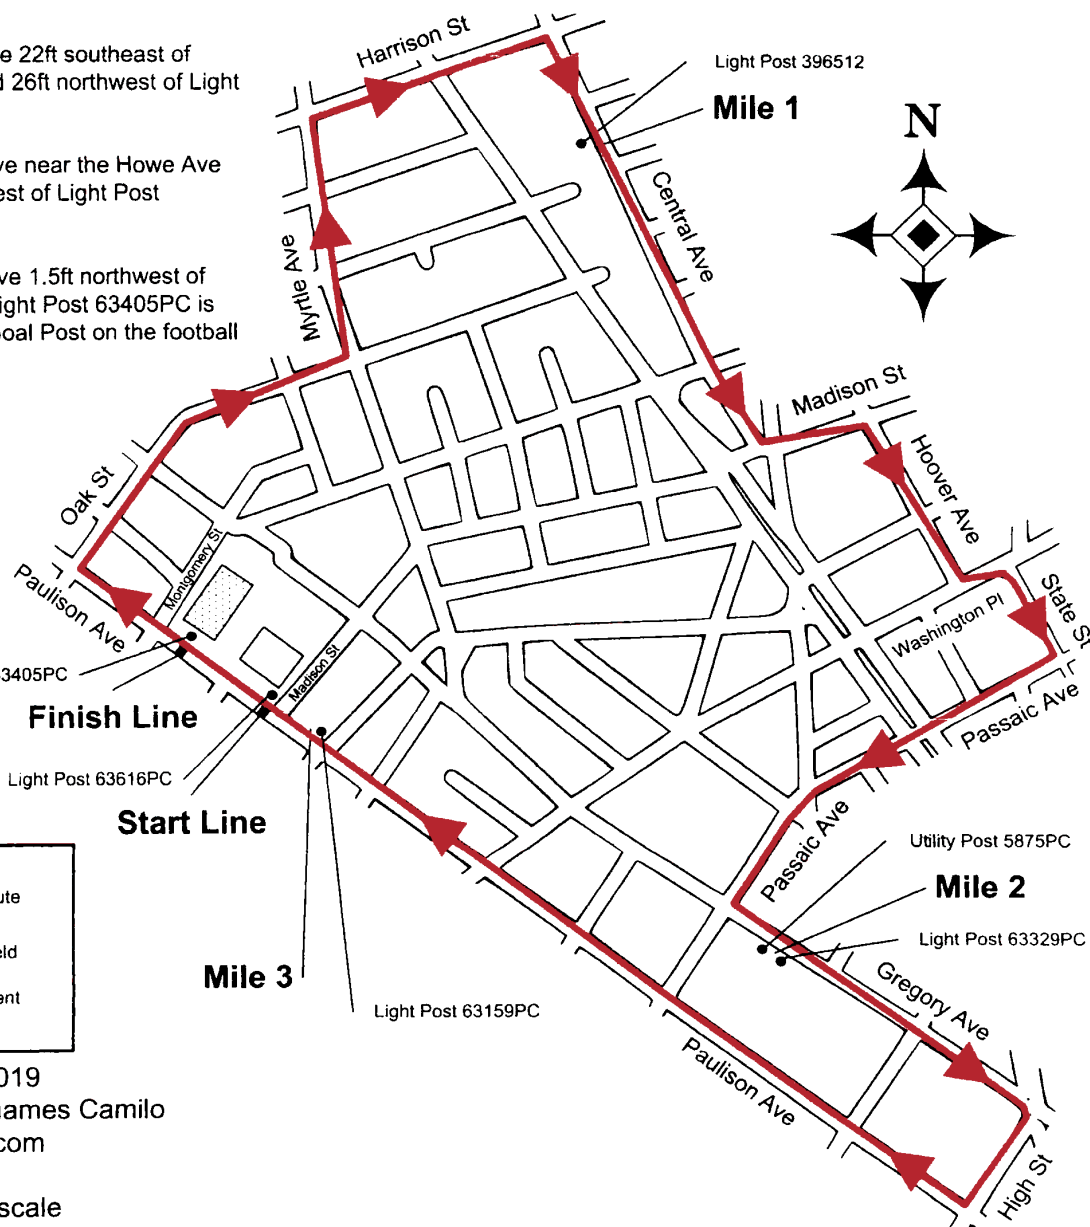 e 22ft southeast of
26ft northwest of Light
ve near the Howe Ave
est of Light Post
ve 1.5ft northwest of
ight Post 63405PC is
Goal Post on the football
Harrison St
Light Post 396512
Mile 1
N
Central Ave
Myrtle Ave
Madison St
Hoover Ave
Oak St
Montgomery St
Paulison Ave
State St
Washington Pl
Madison St
3405PC
Finish Line
Passaic Ave
Light Post 63616PC
Start Line
Passaic Ave
Utility Post 5875PC
Mile 2
Light Post 63329PC
Mile 3
Gregory Ave
Light Post 63159PC
Paulison Ave
High St
ute
eld
ent
019
ames Camilo
com
scale